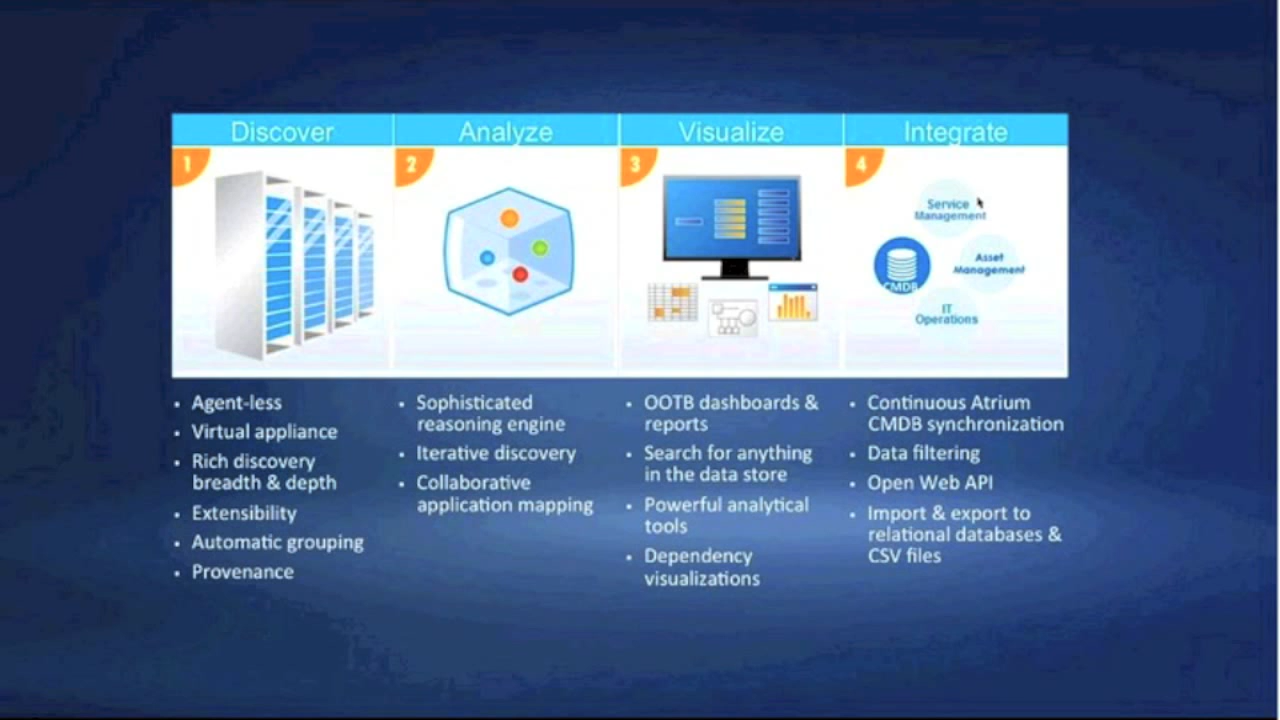 Discover
Analyze
Visualize
Integrate
1
2
3
4
Service
Management
CMDB
Asset
Management
IT
Operations
• Agent-less
• Virtual appliance
• Rich discovery
breadth & depth
• Extensibility
• Automatic grouping
• Provenance
• Sophisticated
reasoning engine
• Iterative discovery
• Collaborative
application mapping
• OOTB dashboards &
reports
• Search for anything
in the data store
• Powerful analytical
tools
• Dependency
visualizations
• Continuous Atrium
CMDB synchronization
• Data filtering
• Open Web API
• Import & export to
relational databases &
CSV files